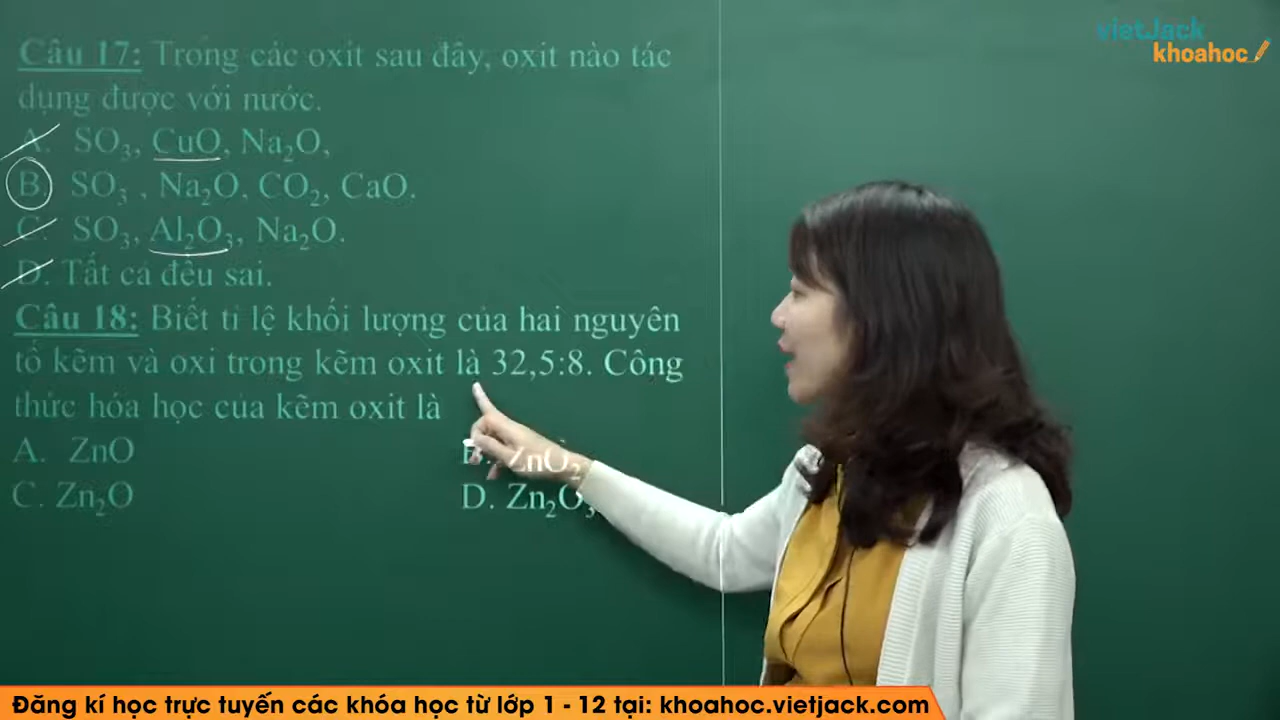 vietJack
khoahoc
Câu 17: Trong các oxit sau đây, oxit nào tác
dụng được với nước.
A. SO₃, CuO, Na₂O,
B. SO₃ , Na₂O, CO₂, CaO.
C. SO₃, Al₂O₃, Na₂O.
D. Tất cả đều sai.
Câu 18: Biết tỉ lệ khối lượng của hai nguyên
tố kẽm và oxi trong kẽm oxit là 32,5:8. Công
thức hóa học của kẽm oxit là
A. ZnO
B. ZnO₂
C. Zn₂O
D. Zn₂O₃
Đăng kí học trực tuyến các khóa học từ lớp 1 - 12 tại: khoahoc.vietjack.com